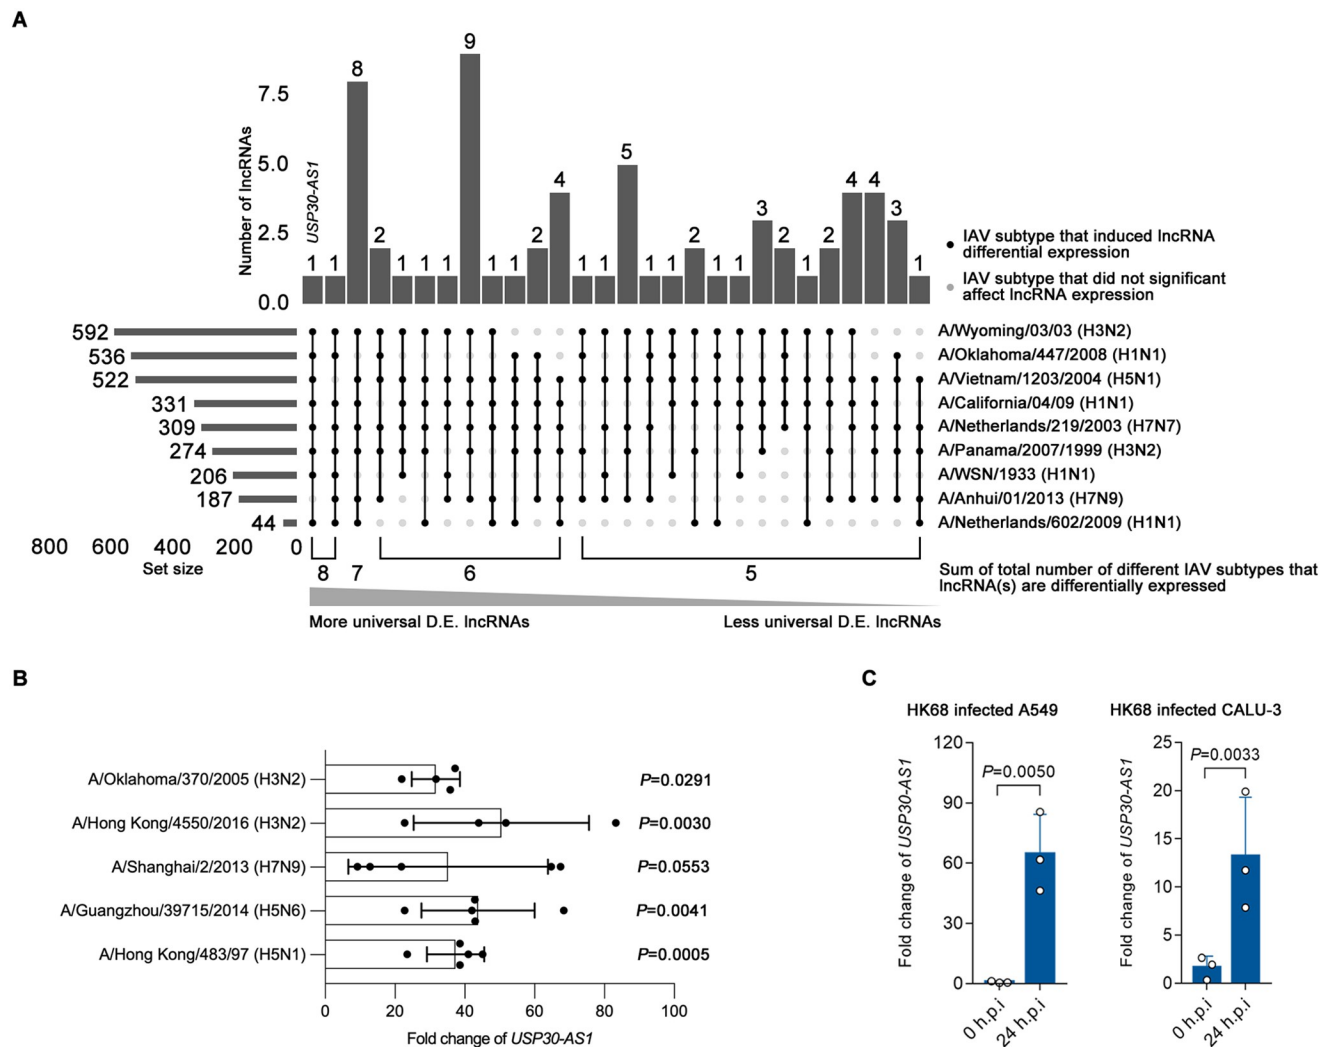 A
9
8
7.5
5.0
2.5
0.0
Number of lncRNAs
USP30-AS1
1 1 2 1 1 1 1 1 2 4 1 1 5 1 1 2 1 1 3 2 1 2 4 4 3 1
IAV subtype that induced lncRNA
differential expression
IAV subtype that did not significant
affect lncRNA expression
592 A/Wyoming/03/03 (H3N2)
536 A/Oklahoma/447/2008 (H1N1)
522 A/Vietnam/1203/2004 (H5N1)
331 A/California/04/09 (H1N1)
309 A/Netherlands/219/2003 (H7N7)
274 A/Panama/2007/1999 (H3N2)
206 A/WSN/1933 (H1N1)
187 A/Anhui/01/2013 (H7N9)
44 A/Netherlands/602/2009 (H1N1)
800 600 400 200 0
Set size
8 7 6 5
Sum of total number of different IAV subtypes that
lncRNA(s) are differentially expressed
More universal D.E. lncRNAs Less universal D.E. lncRNAs
B
A/Oklahoma/370/2005 (H3N2) P=0.0291
A/Hong Kong/4550/2016 (H3N2) P=0.0030
A/Shanghai/2/2013 (H7N9) P=0.0553
A/Guangzhou/39715/2014 (H5N6) P=0.0041
A/Hong Kong/483/97 (H5N1) P=0.0005
0 20 40 60 80 100
Fold change of USP30-AS1
C
HK68 infected A549
Fold change of USP30-AS1
120
90
60
30
0
P=0.0050
0 h.p.i
24 h.p.i
HK68 infected CALU-3
Fold change of USP30-AS1
25
20
15
10
5
0
P=0.0033
0 h.p.i
24 h.p.i